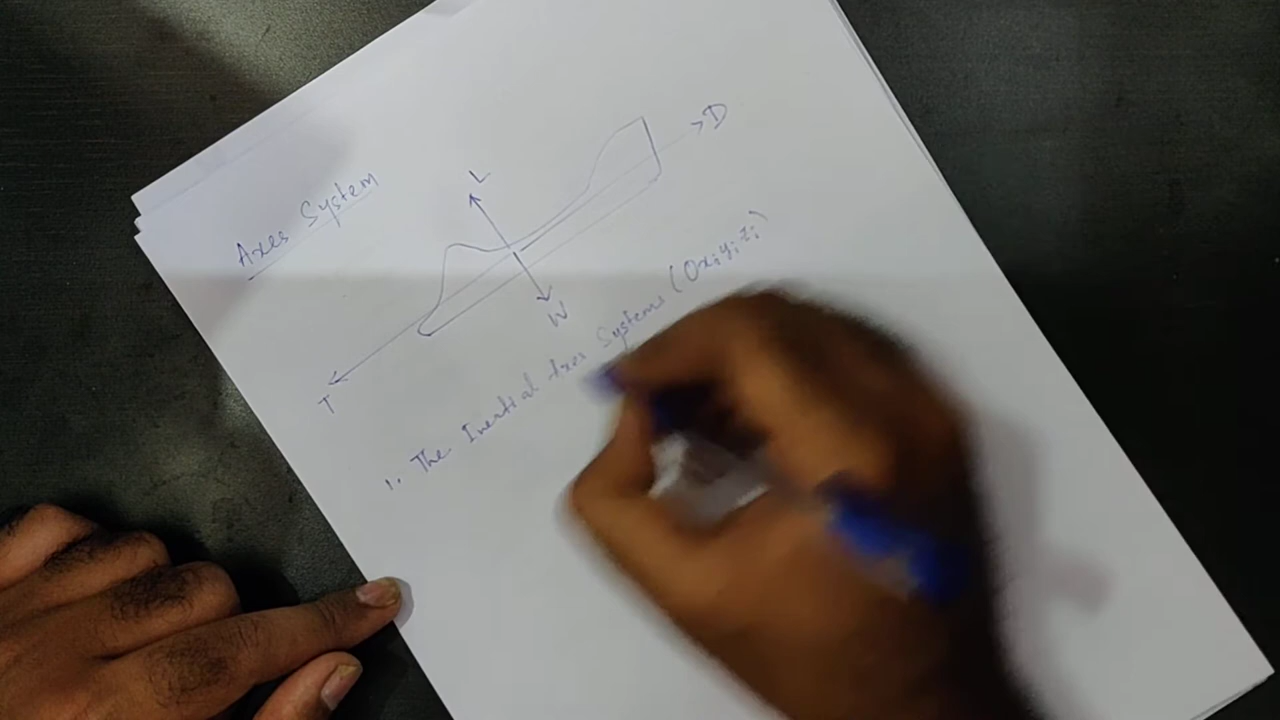 Axes System
L
D
W
T
1. The Inertial Axes Systems (Oxᵢyᵢzᵢ)